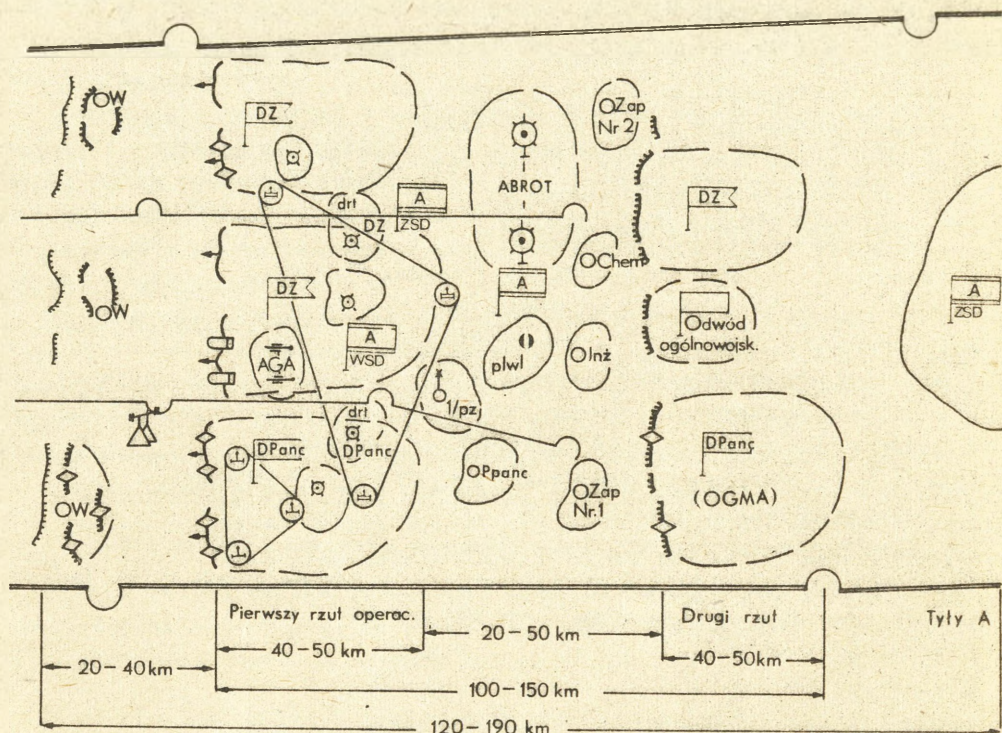 OW
DZ
OZap
Nr 2
ABROT
drt
DZ
A
ZSD
DZ
OChem
OW
DZ
A
A
ZSD
Odwód
ogólnowojsk.
A
WSD
AGA
plwl
OInż
1/pz
drt
DPanc
DPanc
OPpanc
OZap
Nr.1
DPanc
(OGMA)
OW
Pierwszy rzut operac.
Drugi rzut
Tyły A
20-50 km
40-50 km
40-50km
20-40km
100-150 km
120-190 km